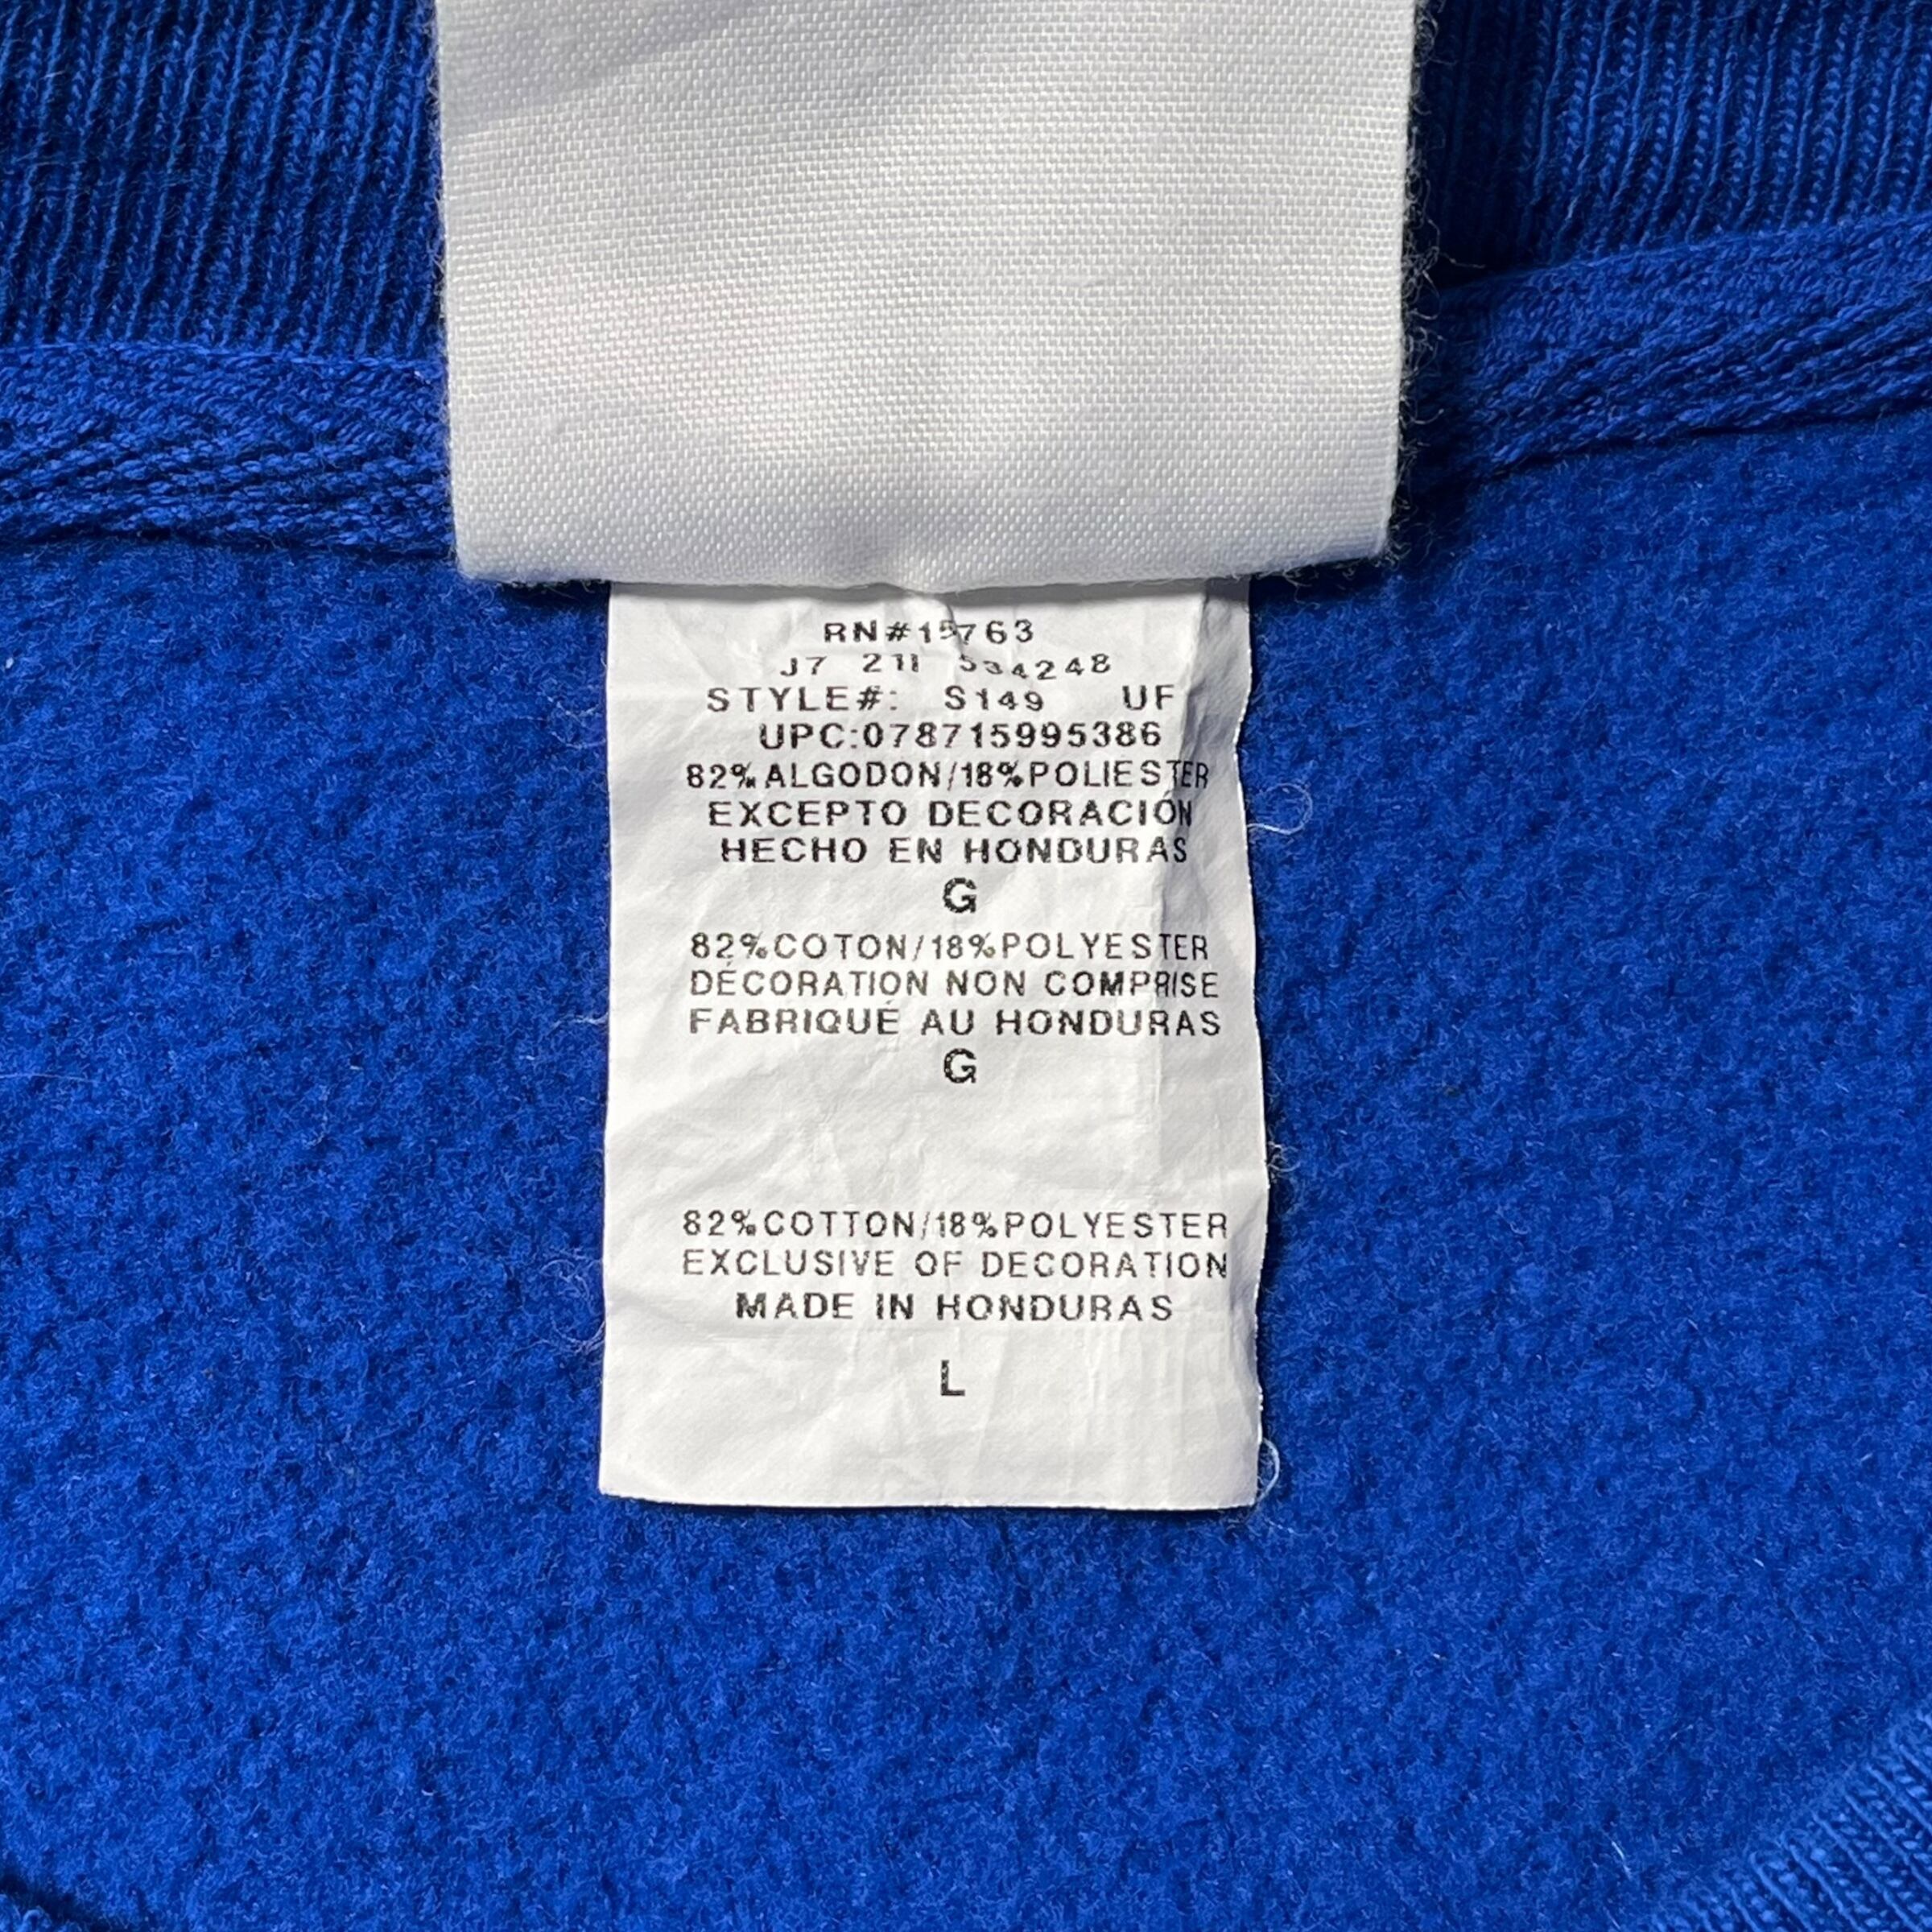 RN#15763
J7 211 534248
STYLE#: S149 UF
UPC:078715995386
82%ALGODON/18%POLIESTER
EXCEPTO DECORACIÓN
HECHO EN HONDURAS
G
82%COTON/18%POLYESTER
DÉCORATION NON COMPRISE
FABRIQUÉ AU HONDURAS
G
82%COTTON/18%POLYESTER
EXCLUSIVE OF DECORATION
MADE IN HONDURAS
L